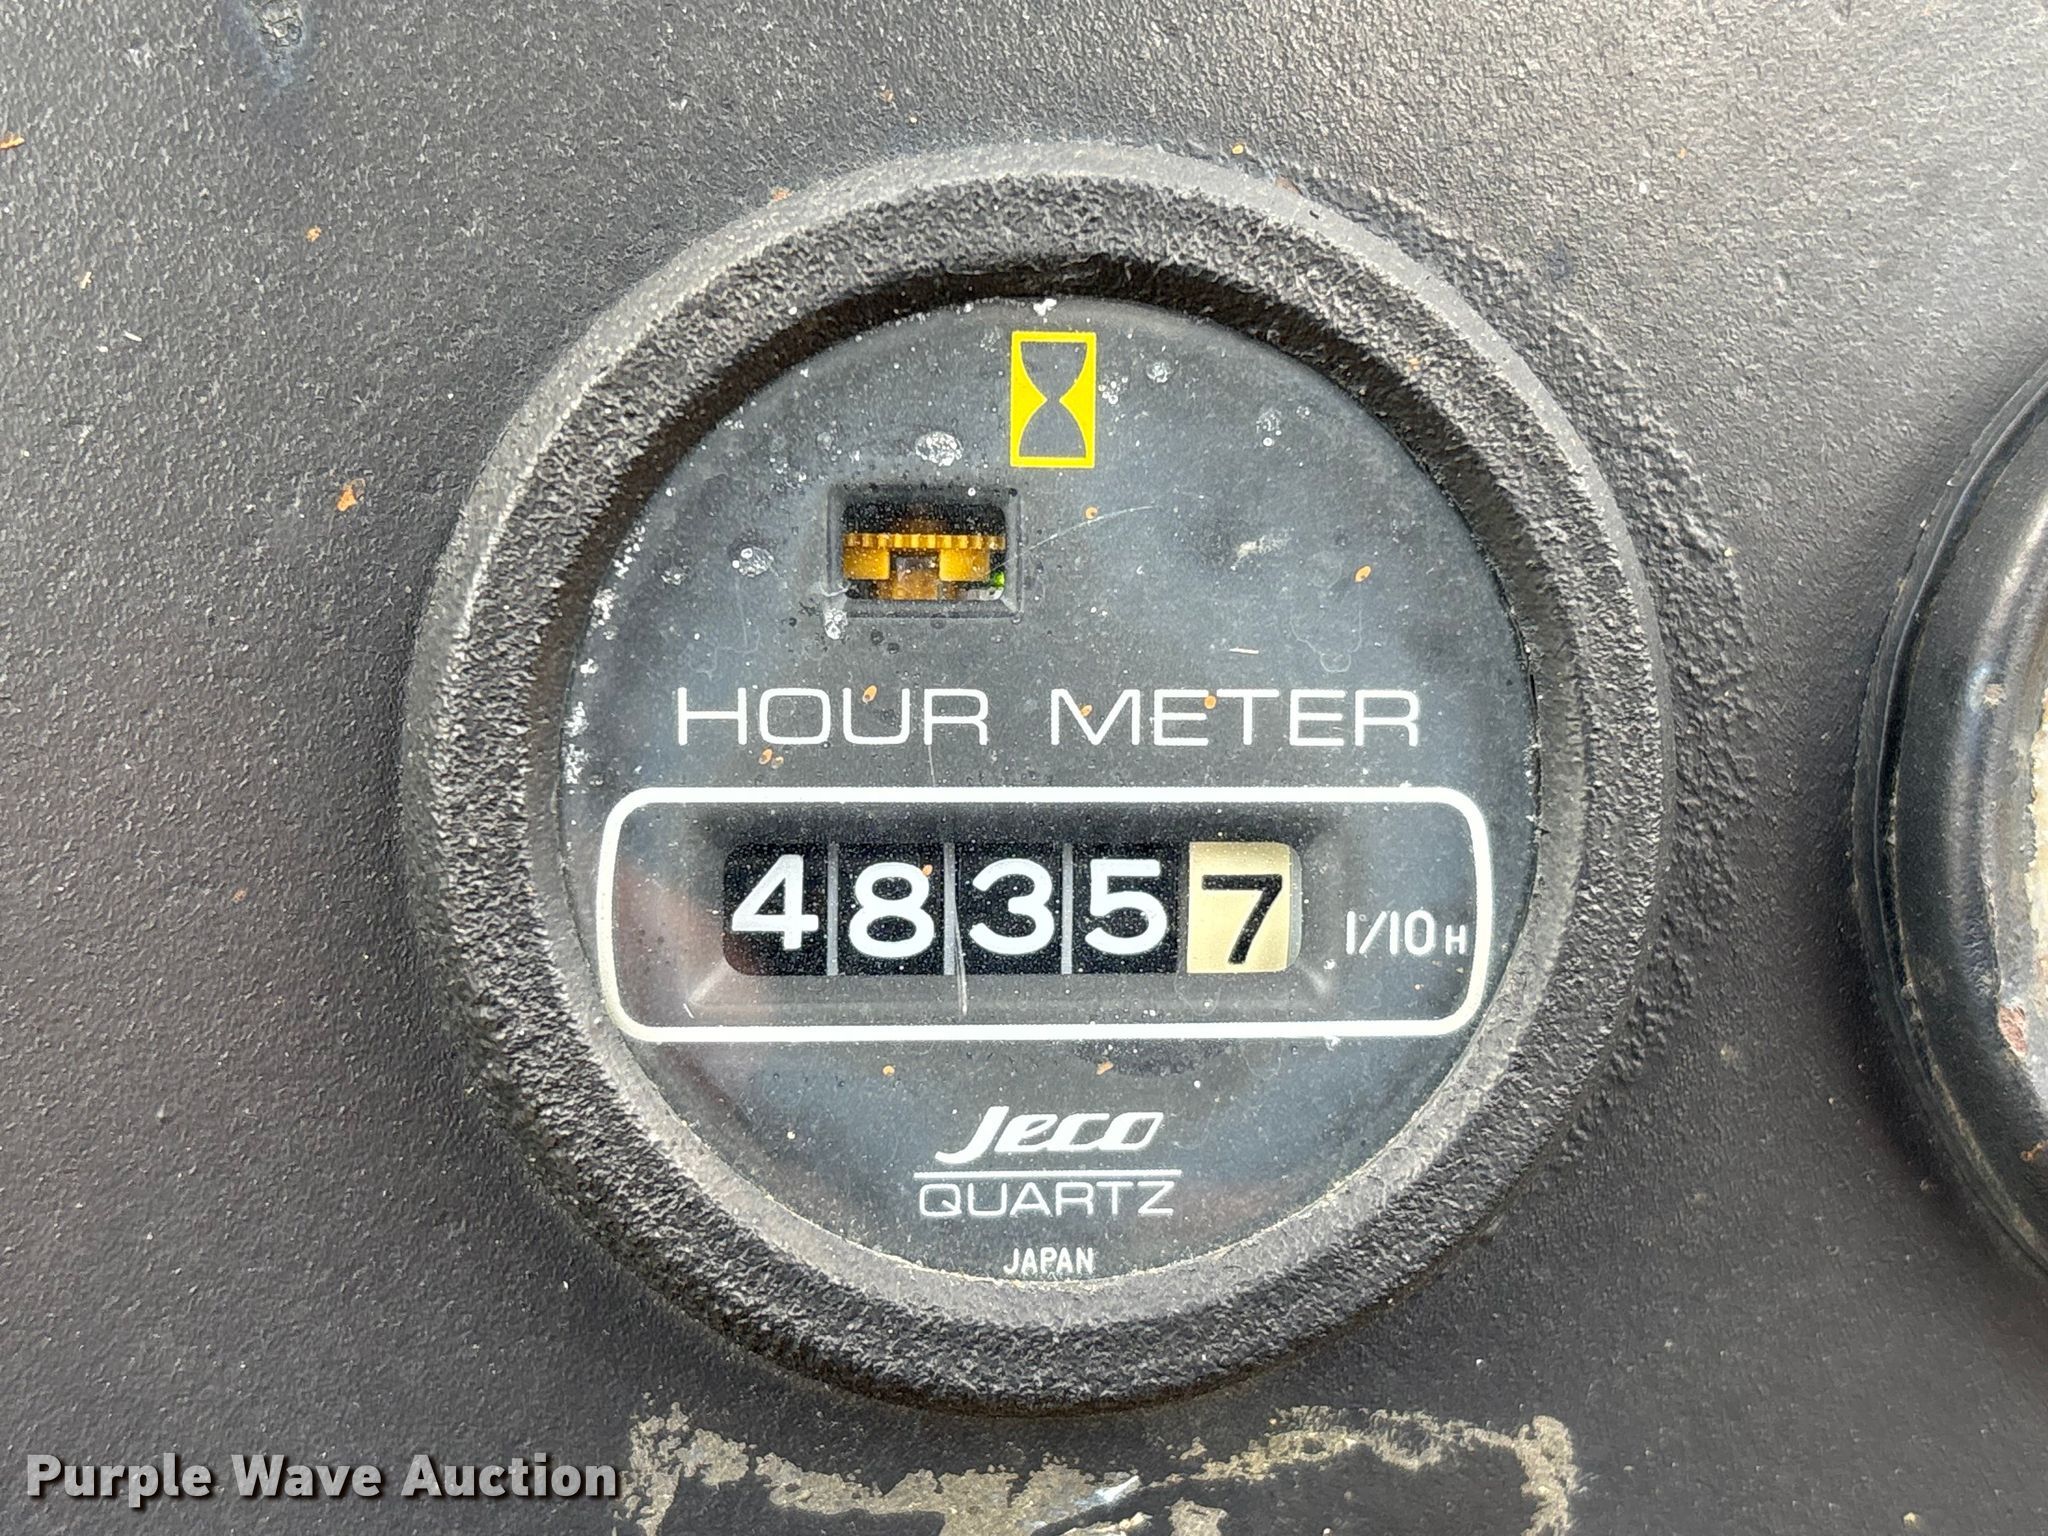 HOUR METER
48357 1/10H
Jeco
QUARTZ
JAPAN
Purple Wave Auction